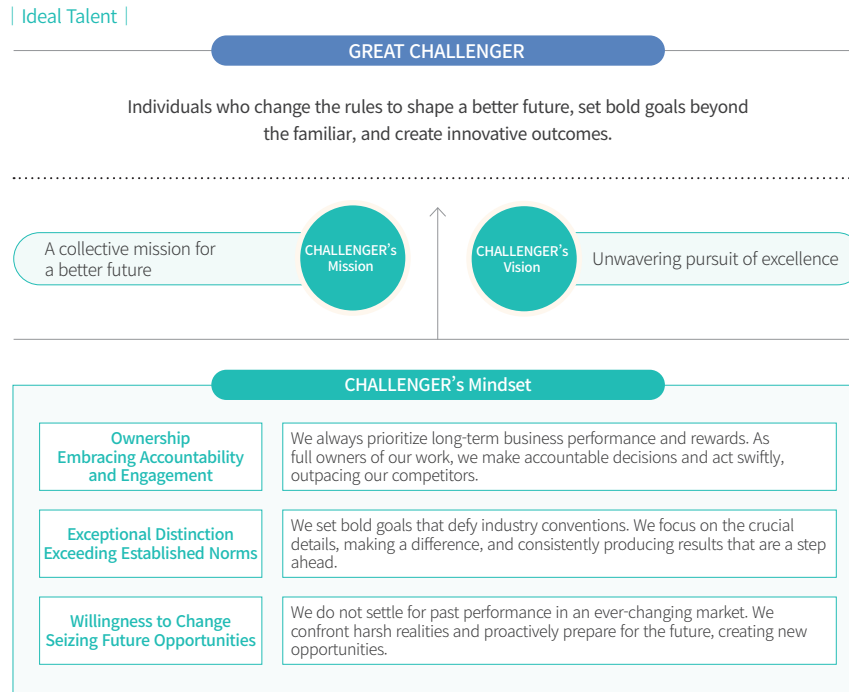 | Ideal Talent |
GREAT CHALLENGER
Individuals who change the rules to shape a better future, set bold goals beyond
the familiar, and create innovative outcomes.
A collective mission for
a better future
CHALLENGER's
Mission
CHALLENGER's
Vision
Unwavering pursuit of excellence
CHALLENGER's Mindset
Ownership
Embracing Accountability
and Engagement
We always prioritize long-term business performance and rewards. As
full owners of our work, we make accountable decisions and act swiftly,
outpacing our competitors.
Exceptional Distinction
Exceeding Established Norms
We set bold goals that defy industry conventions. We focus on the crucial
details, making a difference, and consistently producing results that are a step
ahead.
Willingness to Change
Seizing Future Opportunities
We do not settle for past performance in an ever-changing market. We
confront harsh realities and proactively prepare for the future, creating new
opportunities.